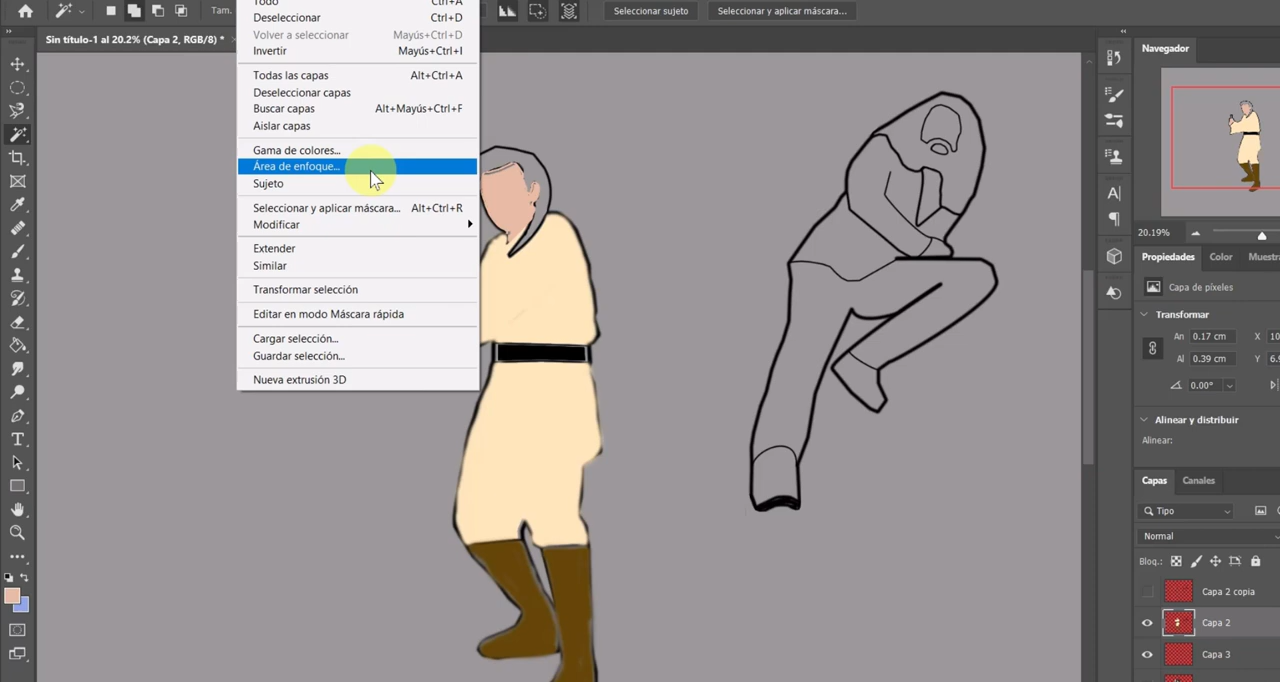 Tam.
Seleccionar sujeto
Seleccionar y aplicar máscara...
Sin título-1 al 20.2% (Capa 2, RGB/8) *
Todo Ctrl+A
Deseleccionar Ctrl+D
Volver a seleccionar Mayús+Ctrl+D
Invertir Mayús+Ctrl+I
Todas las capas Alt+Ctrl+A
Deseleccionar capas
Buscar capas Alt+Mayús+Ctrl+F
Aislar capas
Gama de colores...
Área de enfoque...
Sujeto
Seleccionar y aplicar máscara... Alt+Ctrl+R
Modificar
Extender
Similar
Transformar selección
Editar en modo Máscara rápida
Cargar selección...
Guardar selección...
Nueva extrusión 3D
Navegador
20.19%
Propiedades Color Muestra
Capa de píxeles
Transformar
An 0.17 cm X 10
Al 0.39 cm Y 6.9
0.00°
Alinear y distribuir
Alinear:
Capas Canales
Tipo
Normal
Bloq.:
Capa 2 copia
Capa 2
Capa 3